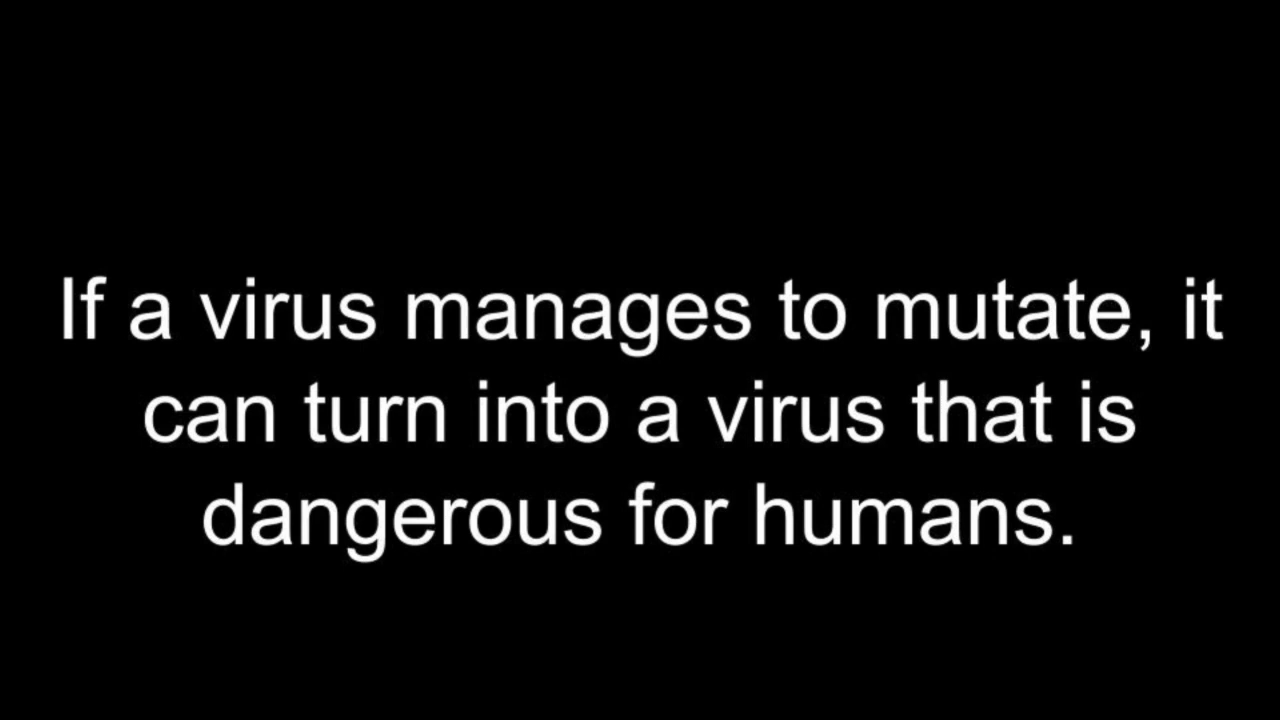 If a virus manages to mutate, it
can turn into a virus that is
dangerous for humans.